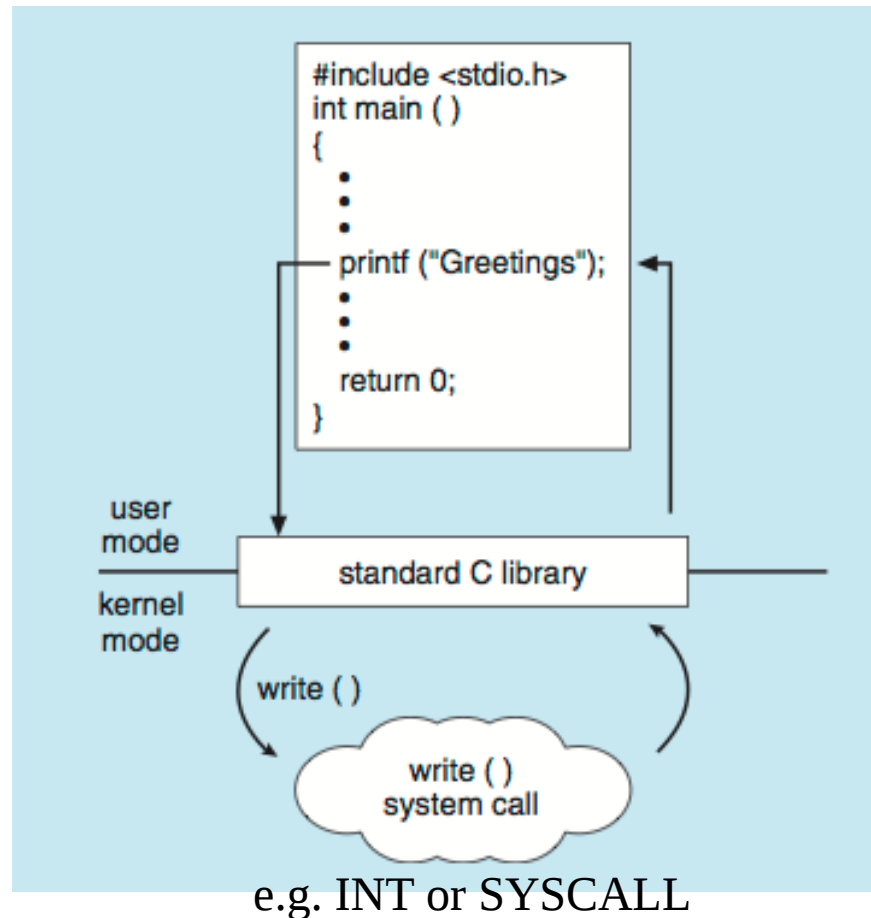 #include <stdio.h>
int main ( )
{
•
•
•
printf ("Greetings");
•
•
•
return 0;
}
user
mode
standard C library
kernel
mode
write ( )
write ( )
system call
e.g. INT or SYSCALL